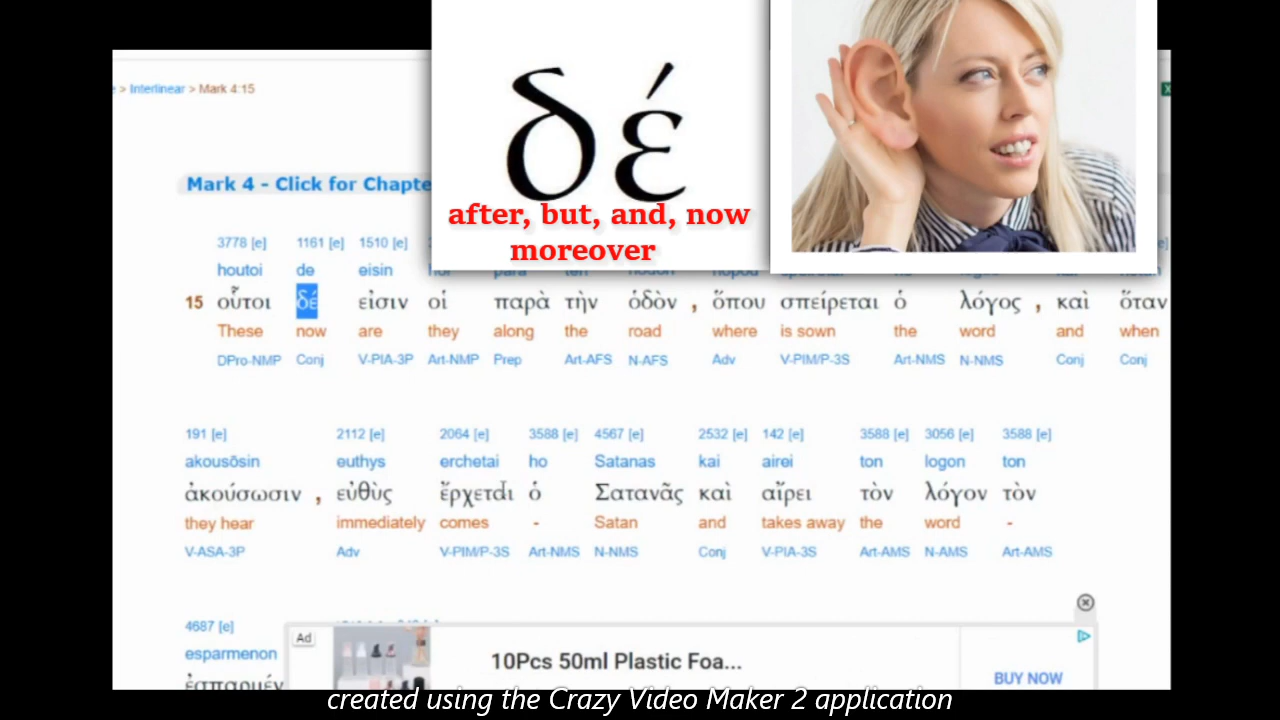 > Interlinear > Mark 4:15
δέ
after, but, and, now
moreover
Mark 4 - Click for Chapte
3778 [e] 1161 [e] 1510 [e]
houtoi de eisin
15 οὗτοί δέ εἰσιν οἱ παρὰ τὴν ὁδὸν , ὅπου σπείρεται ὁ λόγος , καὶ ὅταν
These now are they along the road where is sown the word and when
DPro-NMP Conj V-PIA-3P Art-NMP Prep Art-AFS N-AFS Adv V-PIM/P-3S Art-NMS N-NMS Conj Conj
191 [e] 2112 [e] 2064 [e] 3588 [e] 4567 [e] 2532 [e] 142 [e] 3588 [e] 3056 [e] 3588 [e]
akousōsin euthys erchetai ho Satanas kai airei ton logon ton
ἀκούσωσιν , εὐθὺς ἔρχεται ὁ Σατανᾶς καὶ αἴρει τὸν λόγον τὸν
they hear immediately comes - Satan and takes away the word -
V-ASA-3P Adv V-PIM/P-3S Art-NMS N-NMS Conj V-PIA-3S Art-AMS N-AMS Art-AMS
4687 [e]
esparmenon
Ad
10Pcs 50ml Plastic Foa...
BUY NOW
created using the Crazy Video Maker 2 application